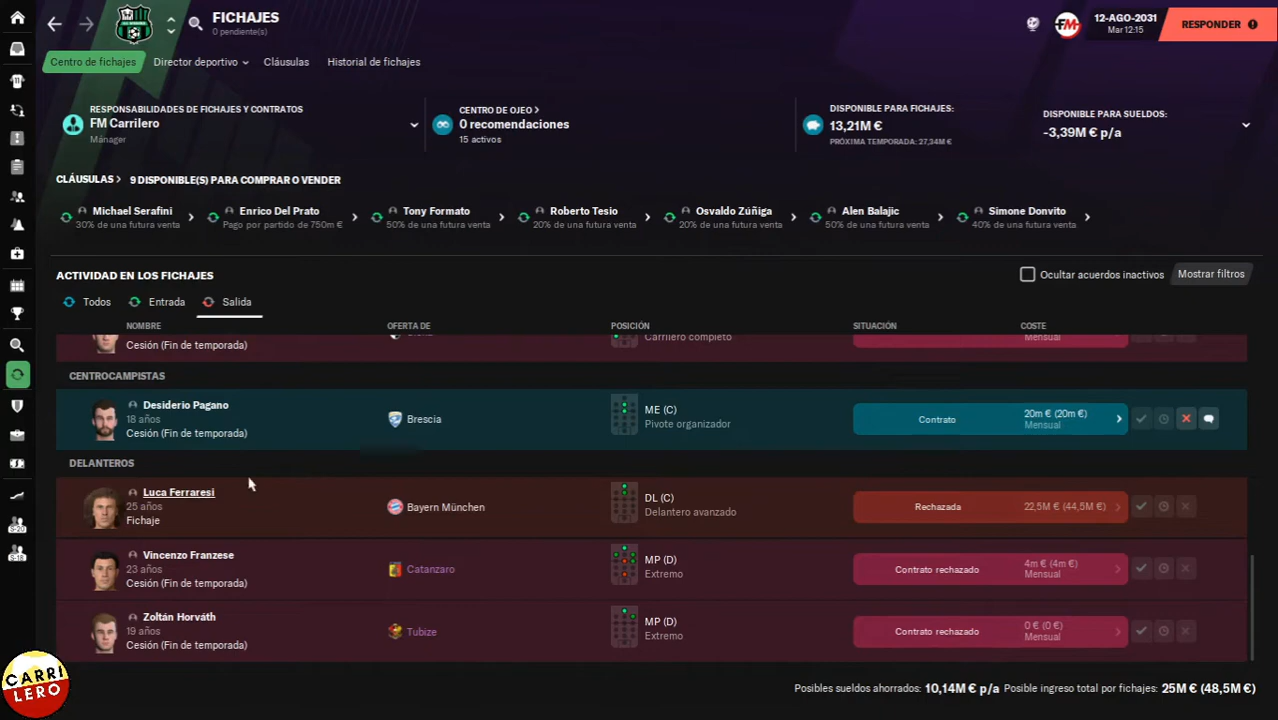 FICHAJES
0 pendiente(s)
12-AGO-2031
Mar 12:15
RESPONDER
FM
Centro de fichajes
Director deportivo
Cláusulas
Historial de fichajes
RESPONSABILIDADES DE FICHAJES Y CONTRATOS
FM Carrilero
Mánager
CENTRO DE OJEO
0 recomendaciones
15 activos
DISPONIBLE PARA FICHAJES:
13,21M €
PRÓXIMA TEMPORADA: 27,34M €
DISPONIBLE PARA SUELDOS:
-3,39M € p/a
CLÁUSULAS
9 DISPONIBLE(S) PARA COMPRAR O VENDER
Michael Serafini
30% de una futura venta
Enrico Del Prato
Pago por partido de 750m €
Tony Formato
50% de una futura venta
Roberto Tesio
20% de una futura venta
Osvaldo Zúñiga
20% de una futura venta
Alen Balajic
50% de una futura venta
Simone Donvito
40% de una futura venta
ACTIVIDAD EN LOS FICHAJES
Ocultar acuerdos inactivos
Mostrar filtros
Todos
Entrada
Salida
NOMBRE
OFERTA DE
POSICIÓN
SITUACIÓN
COSTE
Cesión (Fin de temporada)
Carrilero completo
Mensual
CENTROCAMPISTAS
Desiderio Pagano
18 años
Cesión (Fin de temporada)
Brescia
ME (C)
Pivote organizador
Contrato
20m € (20m €)
Mensual
DELANTEROS
Luca Ferraresi
25 años
Fichaje
Bayern München
DL (C)
Delantero avanzado
Rechazada
22,5M € (44,5M €)
Vincenzo Franzese
23 años
Cesión (Fin de temporada)
Catanzaro
MP (D)
Extremo
Contrato rechazado
4m € (4m €)
Mensual
Zoltán Horváth
19 años
Cesión (Fin de temporada)
Tubize
MP (D)
Extremo
Contrato rechazado
0 € (0 €)
Mensual
Posibles sueldos ahorrados: 10,14M € p/a
Posible ingreso total por fichajes: 25M € (48,5M €)
CARRI
LERO